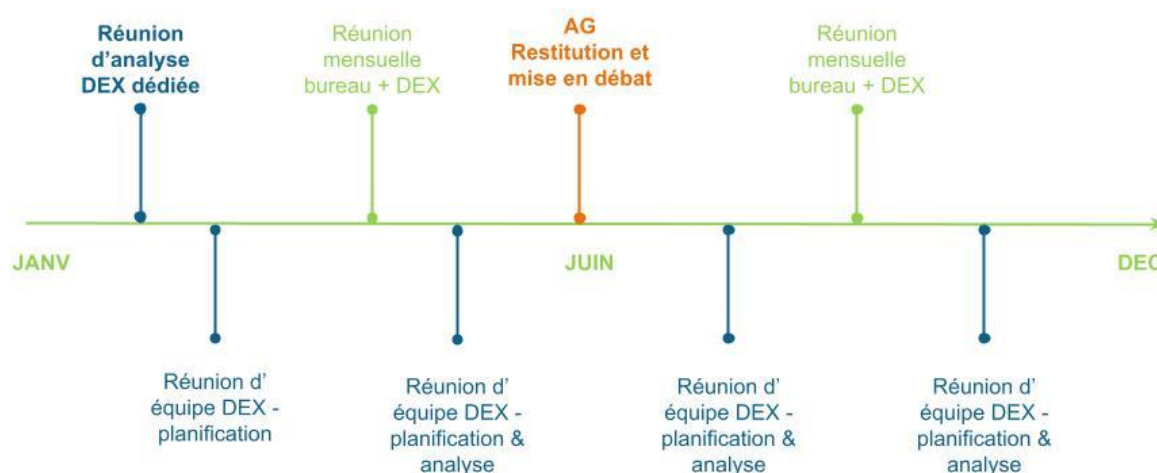 Réunion
d'analyse
DEX dédiée
Réunion
mensuelle
bureau + DEX
AG
Restitution et
mise en débat
Réunion
mensuelle
bureau + DEX
JANV
JUIN
DEC
Réunion d'
équipe DEX -
planification
Réunion d'
équipe DEX -
planification &
analyse
Réunion d'
équipe DEX -
planification &
analyse
Réunion d'
équipe DEX -
planification &
analyse